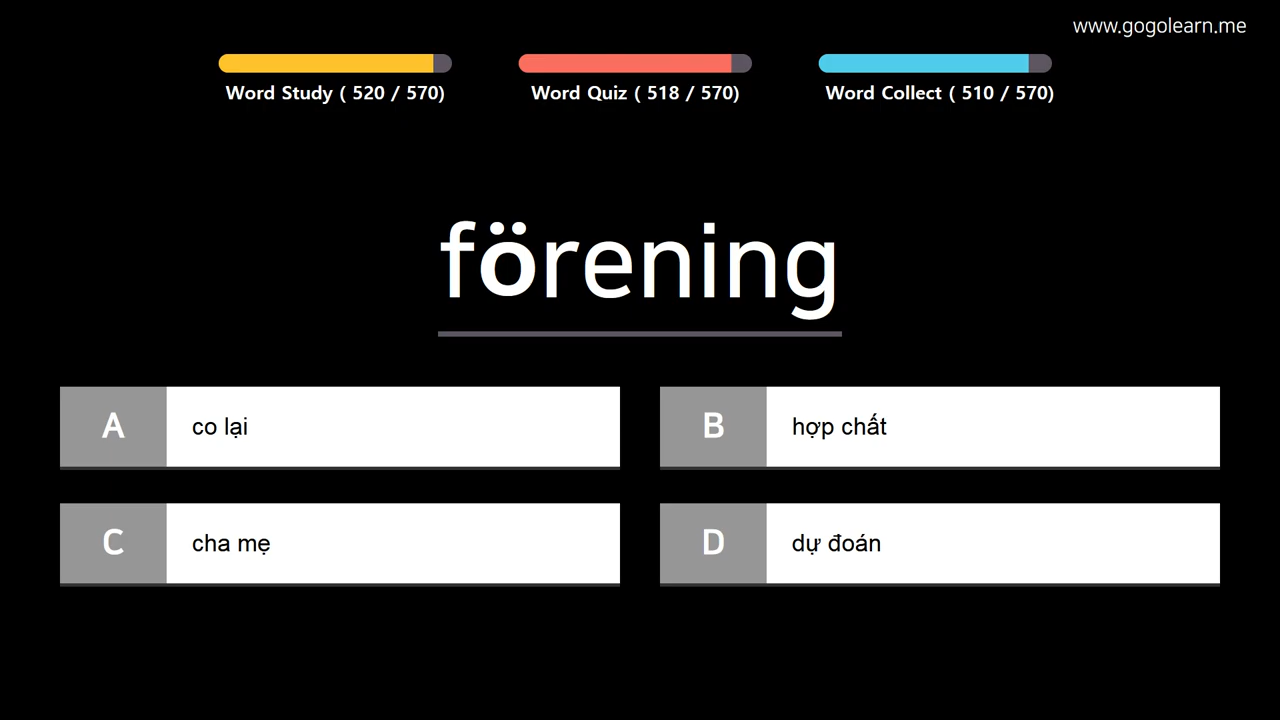 www.gogolearn.me
Word Study ( 520 / 570)
Word Quiz ( 518 / 570)
Word Collect ( 510 / 570)
förening
A
co lại
B
hợp chất
C
cha mẹ
D
dự đoán